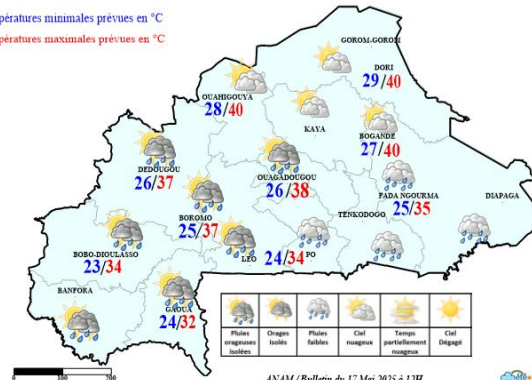 pératures minimales prévues en °C
pératures maximales prévues en °C
GOROM-GOROM
DORI
29/40
OUAHIGOUYA
28/40
KAYA
BOGANDE
27/40
DEDOUGOU
26/37
OUAGADOUGOU
26/38
FADA NGOURMA
25/35
DIAPAGA
BOROMO
25/37
TENKODOGO
BOBO-DIOULASSO
23/34
LEO
24/34
PO
BANFORA
GAOUA
24/32
Pluies orageuses isolées
Orages isolés
Pluies faibles
Ciel nuageux
Temps partiellement nuageux
Ciel Dégagé
100
200
ANAM / Bulletin du 17 Mai 2025 à 12H